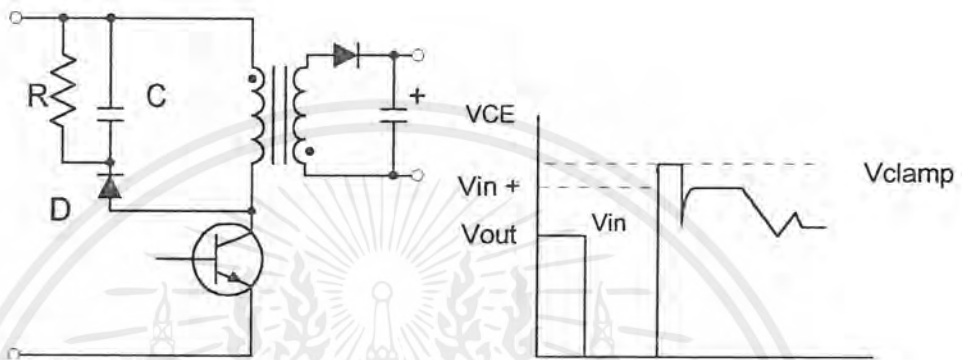 R
C
D
+
VCE
Vin +
Vout
Vin
Vclamp